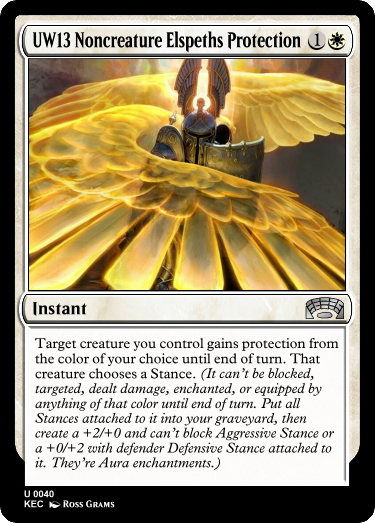 UW13 Noncreature Elspeths Protection 1
Instant
Target creature you control gains protection from
the color of your choice until end of turn. That
creature chooses a Stance. (It can't be blocked,
targeted, dealt damage, enchanted, or equipped by
anything of that color until end of turn. Put all
Stances attached to it into your graveyard, then
create a +2/+0 and can't block Aggressive Stance or
a +0/+2 with defender Defensive Stance attached to
it. They're Aura enchantments.)
U 0040
KEC Ross Grams